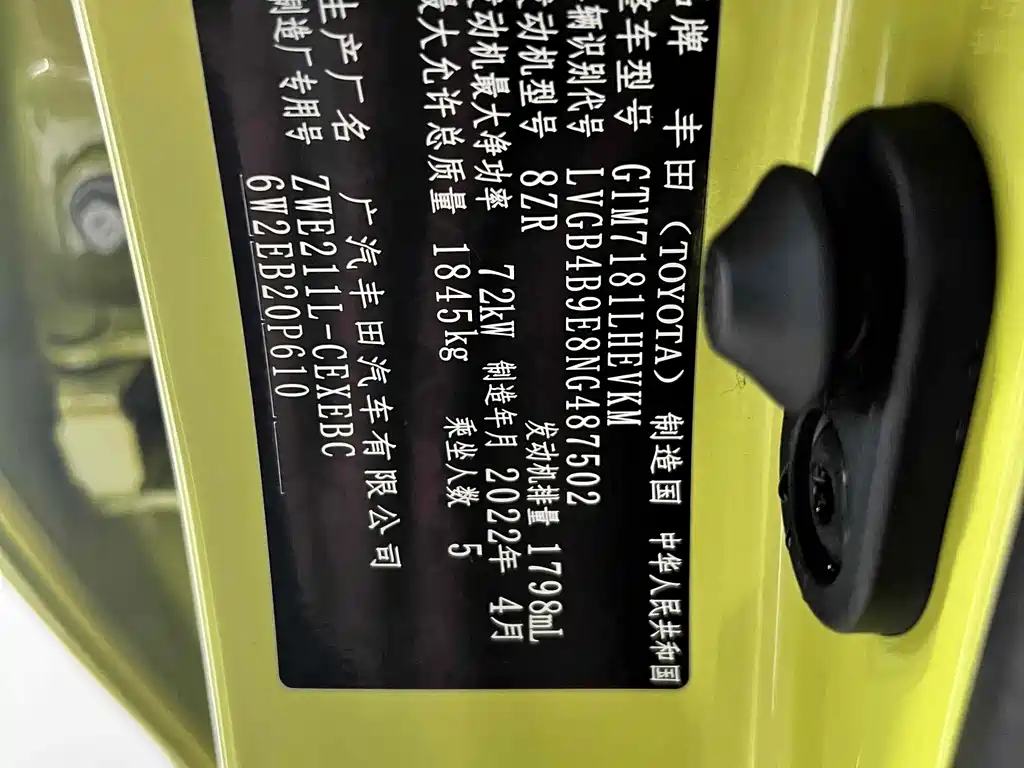 品牌 丰田（TOYOTA） 制造国 中华人民共和国
整车型号 GTM7181LHEVKM
车辆识别代号 LVGB4B9E8NG487502
发动机型号 8ZR 发动机排量 1798mL
发动机最大净功率 72kW 制造年月 2022年 4月
最大允许总质量 1845kg 乘坐人数 5
生产厂名 广汽丰田汽车有限公司
制造厂专用号 ZWE211L-CEXEBC
6W2EB20P610